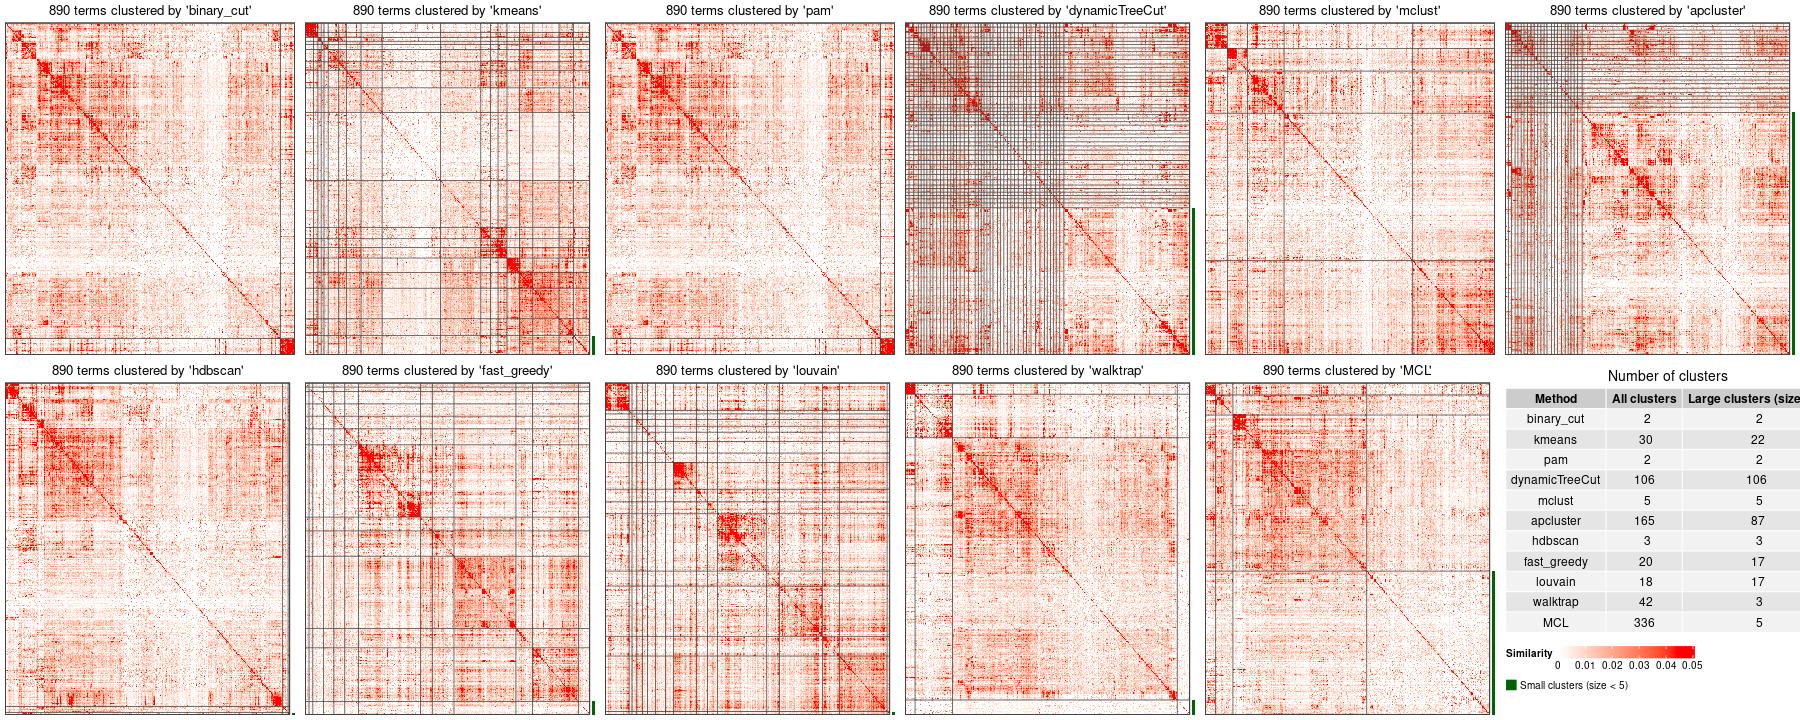 890 terms clustered by 'binary_cut'
890 terms clustered by 'kmeans'
890 terms clustered by 'pam'
890 terms clustered by 'dynamicTreeCut'
890 terms clustered by 'mclust'
890 terms clustered by 'apcluster'
890 terms clustered by 'hdbscan'
890 terms clustered by 'fast_greedy'
890 terms clustered by 'louvain'
890 terms clustered by 'walktrap'
890 terms clustered by 'MCL'
Number of clusters
Method All clusters Large clusters (size
binary_cut 2 2
kmeans 30 22
pam 2 2
dynamicTreeCut 106 106
mclust 5 5
apcluster 165 87
hdbscan 3 3
fast_greedy 20 17
louvain 18 17
walktrap 42 3
MCL 336 5
Similarity
0 0.01 0.02 0.03 0.04 0.05
Small clusters (size < 5)